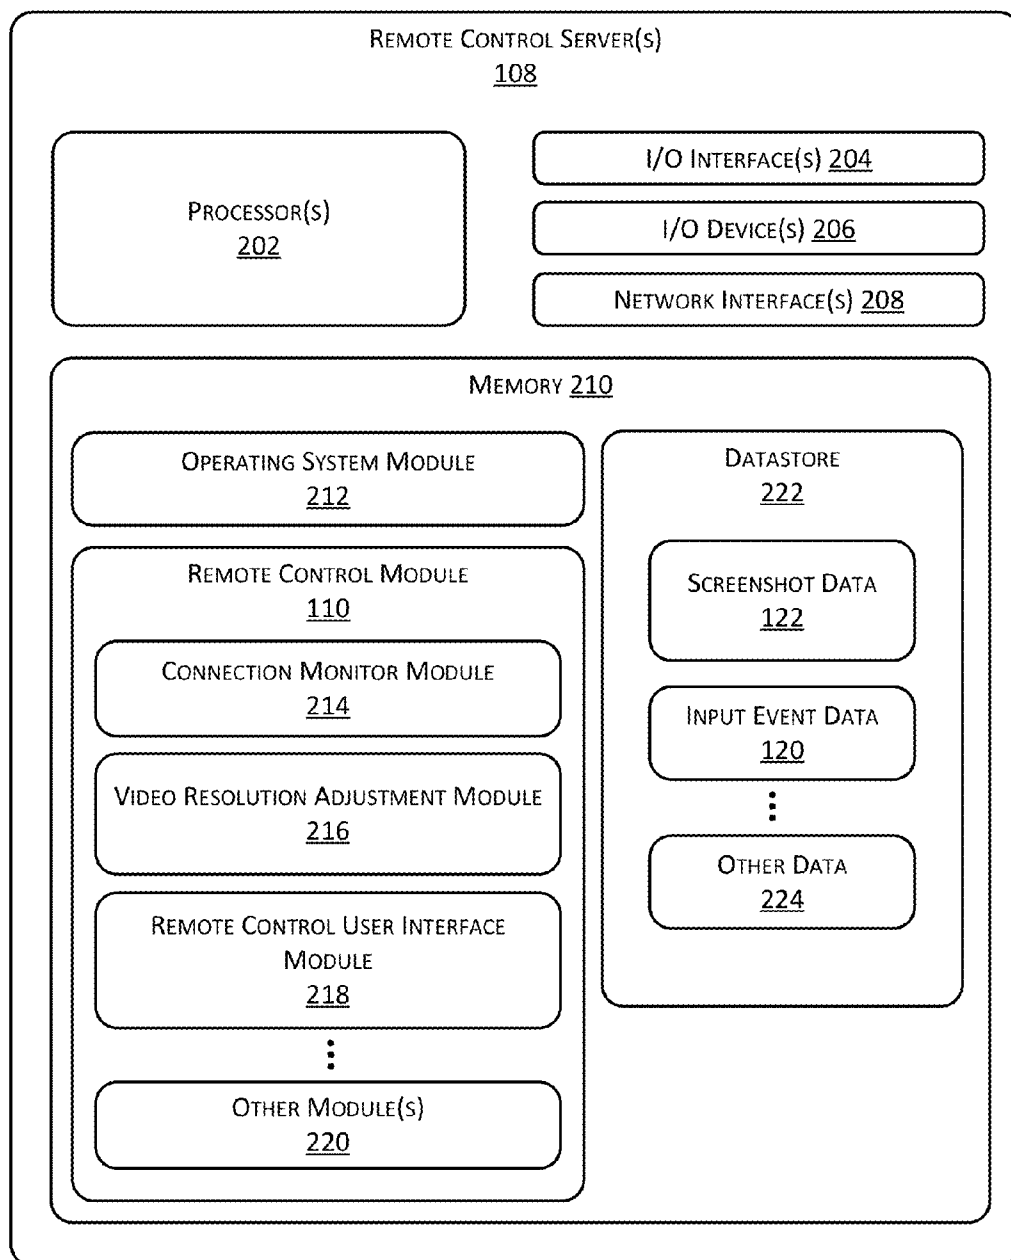 REMOTE CONTROL SERVER(S)
108
PROCESSOR(S)
202
I/O INTERFACE(S) 204
I/O DEVICE(S) 206
NETWORK INTERFACE(S) 208
MEMORY 210
OPERATING SYSTEM MODULE
212
REMOTE CONTROL MODULE
110
CONNECTION MONITOR MODULE
214
VIDEO RESOLUTION ADJUSTMENT MODULE
216
REMOTE CONTROL USER INTERFACE
MODULE
218
OTHER MODULE(S)
220
DATASTORE
222
SCREENSHOT DATA
122
INPUT EVENT DATA
120
OTHER DATA
224